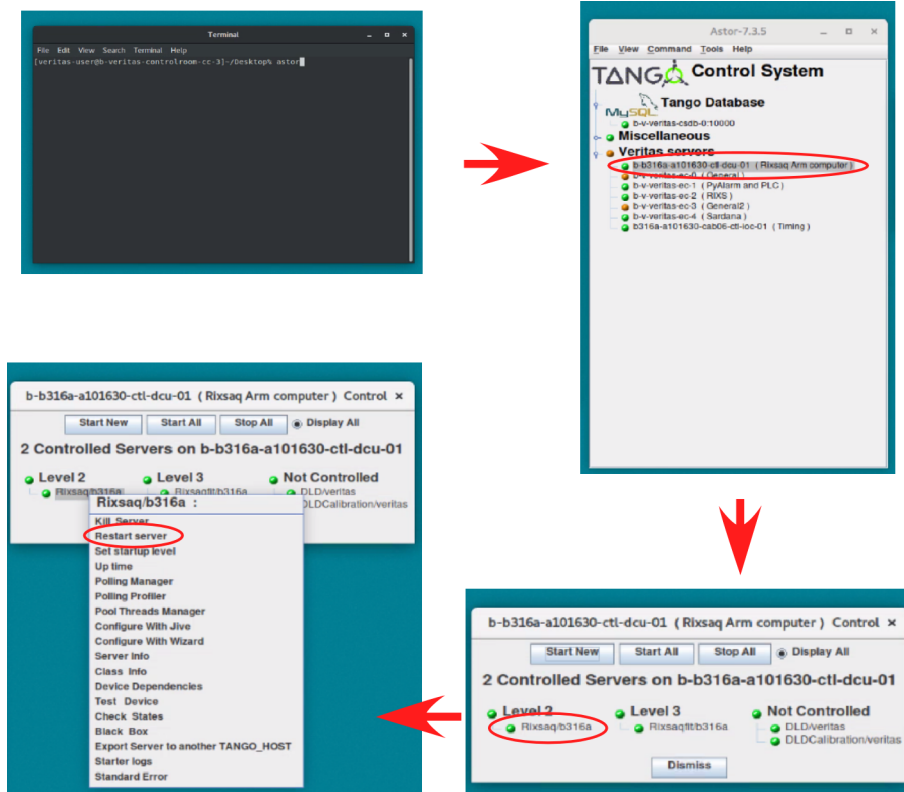 Terminal
File Edit View Search Terminal Help
[veritas-user@b-veritas-controlroom-cc-3]~/Desktop% astor
Astor-7.3.5
File View Command Tools Help
TANGO Control System
MySQL Tango Database
b-v-veritas-csdb-0:10000
Miscellaneous
Veritas servers
b-b316a-a101630-ctl-dcu-01 ( Rixsaq Arm computer )
b-v-veritas-ec-0 ( General )
b-v-veritas-ec-1 ( PyAlarm and PLC )
b-v-veritas-ec-2 ( RIXS )
b-v-veritas-ec-3 ( General2 )
b-v-veritas-ec-4 ( Sardana )
b316a-a101630-cab06-ctl-ioc-01 ( Timing )
b-b316a-a101630-ctl-dcu-01 ( Rixsaq Arm computer ) Control ×
Start New Start All Stop All Display All
2 Controlled Servers on b-b316a-a101630-ctl-dcu-01
Level 2 Level 3 Not Controlled
Rixsaq/b316a Rixsaqfit/b316a DLD/veritas
DLDCalibration/veritas
Rixsaq/b316a :
Kill Server
Restart server
Set startup level
Up time
Polling Manager
Polling Profiler
Pool Threads Manager
Configure With Jive
Configure With Wizard
Server Info
Class Info
Device Dependencies
Test Device
Check States
Black Box
Export Server to another TANGO_HOST
Starter logs
Standard Error
b-b316a-a101630-ctl-dcu-01 ( Rixsaq Arm computer ) Control ×
Start New Start All Stop All Display All
2 Controlled Servers on b-b316a-a101630-ctl-dcu-01
Level 2 Level 3 Not Controlled
Rixsaq/b316a Rixsaqfit/b316a DLD/veritas
DLDCalibration/veritas
Dismiss